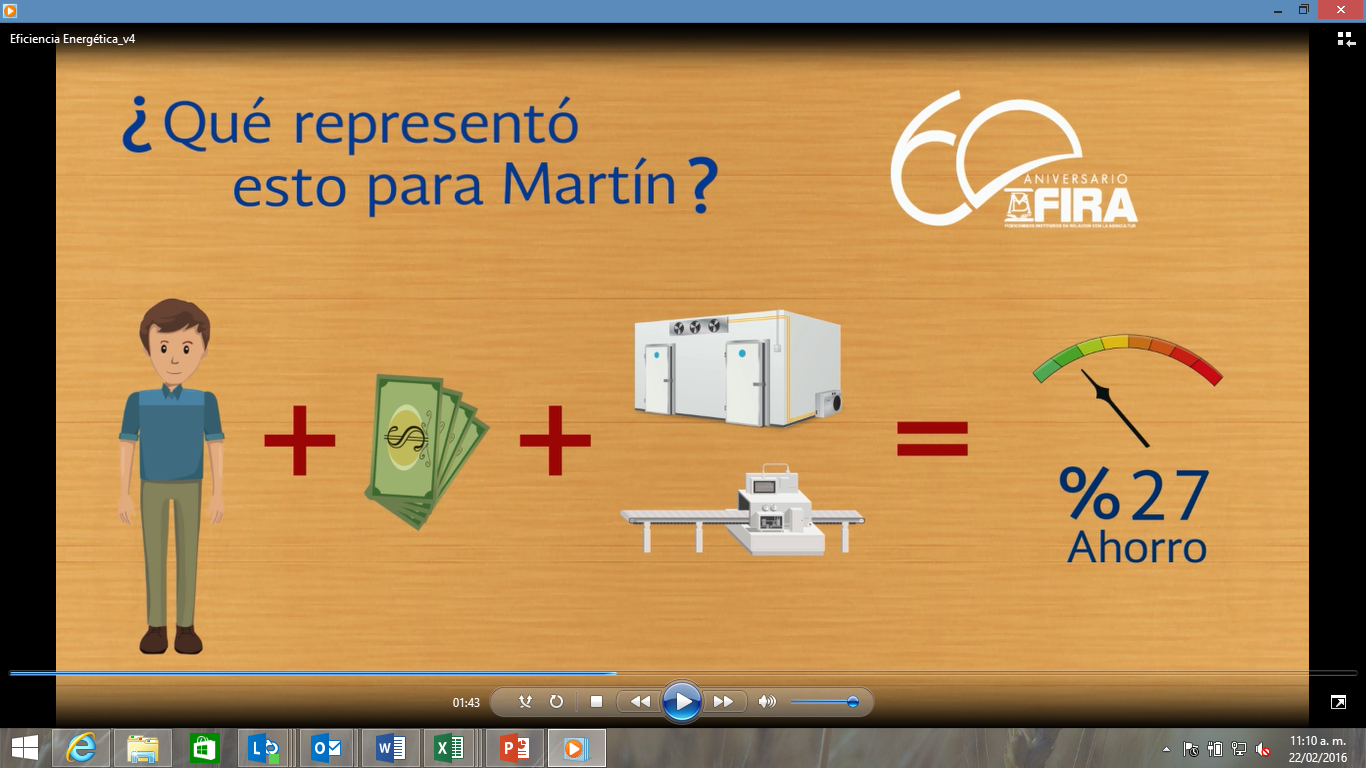 Eficiencia Energética_v4
¿Qué representó
esto para Martín?
60
ANIVERSARIO
FIRA
$
%27
Ahorro
01:43
11:10 a. m.
22/02/2016